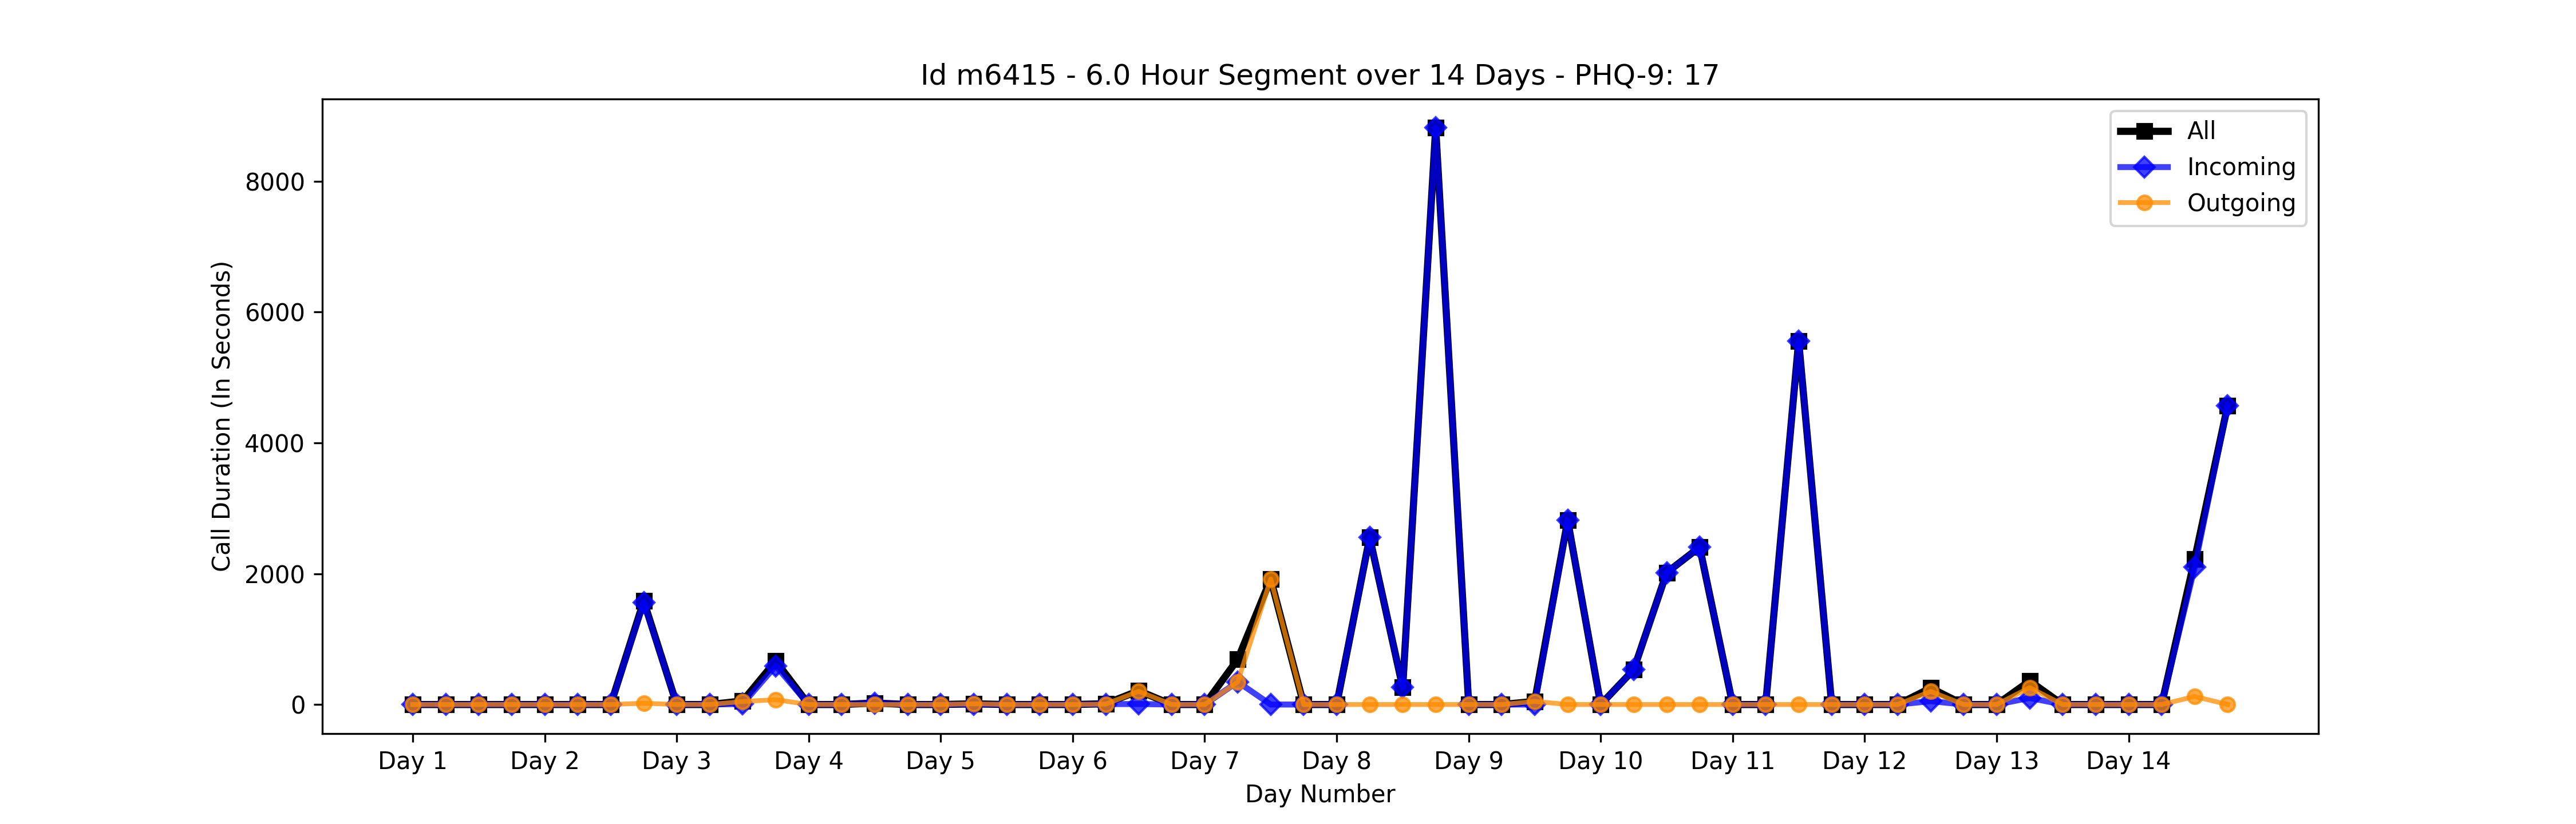 Id m6415 - 6.0 Hour Segment over 14 Days - PHQ-9: 17
All
Incoming
Outgoing
Call Duration (In Seconds)
8000
6000
4000
2000
0
Day 1 Day 2 Day 3 Day 4 Day 5 Day 6 Day 7 Day 8 Day 9 Day 10 Day 11 Day 12 Day 13 Day 14
Day Number